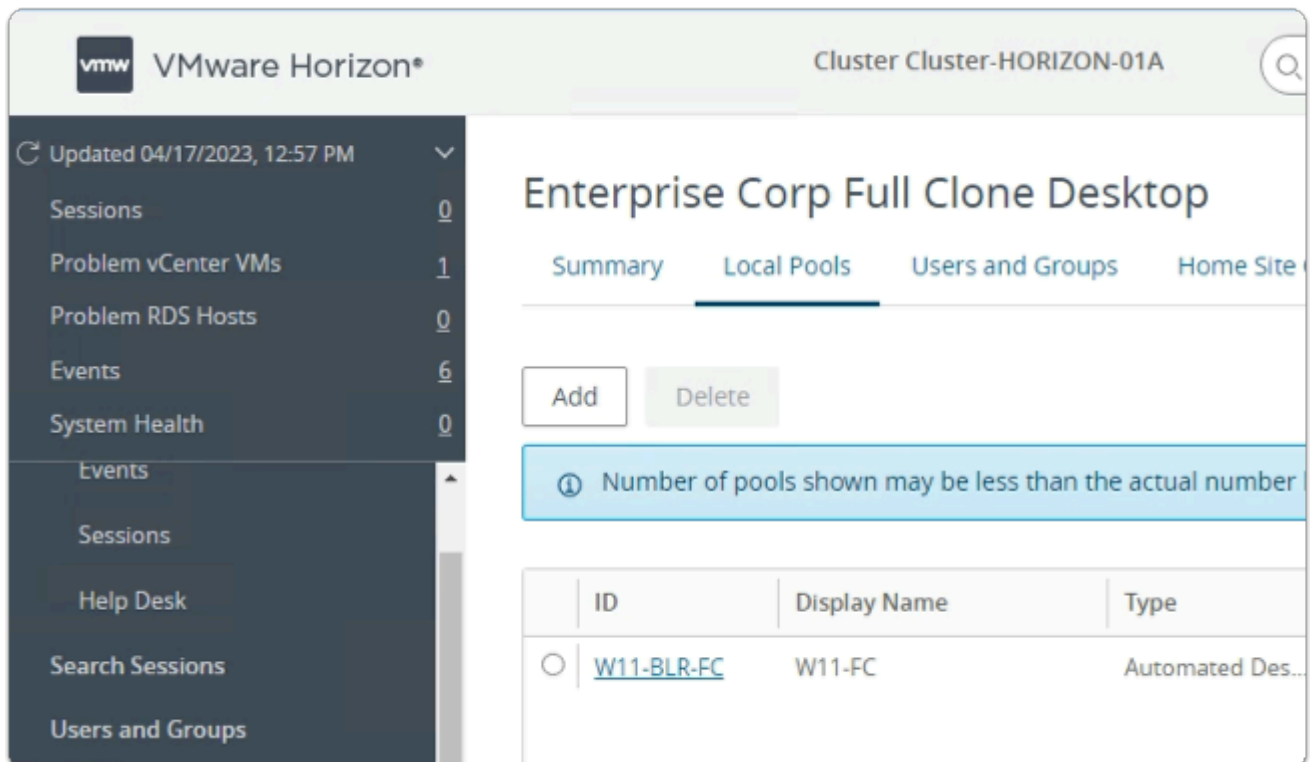 vmw VMware Horizon®
Cluster Cluster-HORIZON-01A
Updated 04/17/2023, 12:57 PM
Sessions 0
Problem vCenter VMs 1
Problem RDS Hosts 0
Events 6
System Health 0
Events
Sessions
Help Desk
Search Sessions
Users and Groups
Enterprise Corp Full Clone Desktop
Summary Local Pools Users and Groups Home Site
Add Delete
Number of pools shown may be less than the actual number
ID Display Name Type
W11-BLR-FC W11-FC Automated Des...